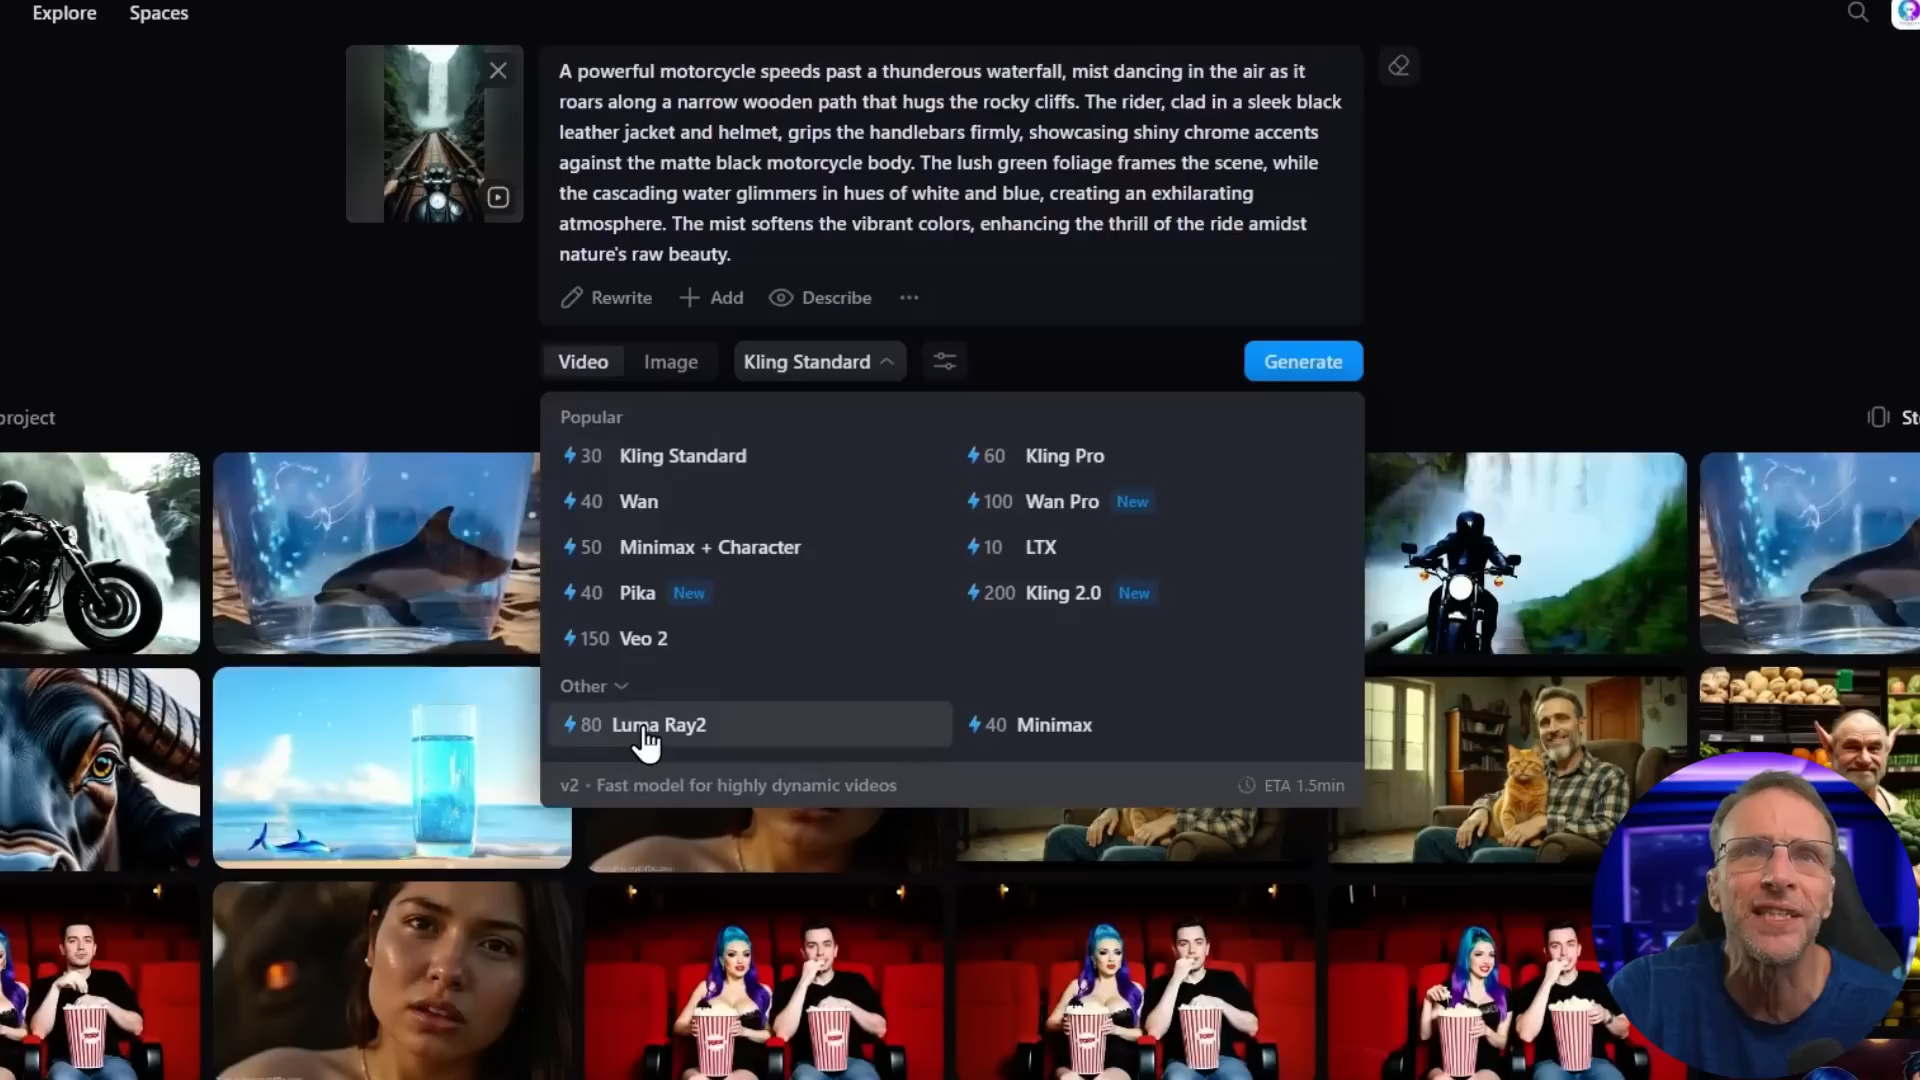 Explore Spaces
A powerful motorcycle speeds past a thunderous waterfall, mist dancing in the air as it
roars along a narrow wooden path that hugs the rocky cliffs. The rider, clad in a sleek black
leather jacket and helmet, grips the handlebars firmly, showcasing shiny chrome accents
against the matte black motorcycle body. The lush green foliage frames the scene, while
the cascading water glimmers in hues of white and blue, creating an exhilarating
atmosphere. The mist softens the vibrant colors, enhancing the thrill of the ride amidst
nature's raw beauty.
Rewrite Add Describe ...
Video Image Kling Standard Generate
project
Popular
30 Kling Standard 60 Kling Pro
40 Wan 100 Wan Pro New
50 Minimax + Character 10 LTX
40 Pika New 200 Kling 2.0 New
150 Veo 2
Other
80 Luma Ray2 40 Minimax
v2 • Fast model for highly dynamic videos ETA 1.5min